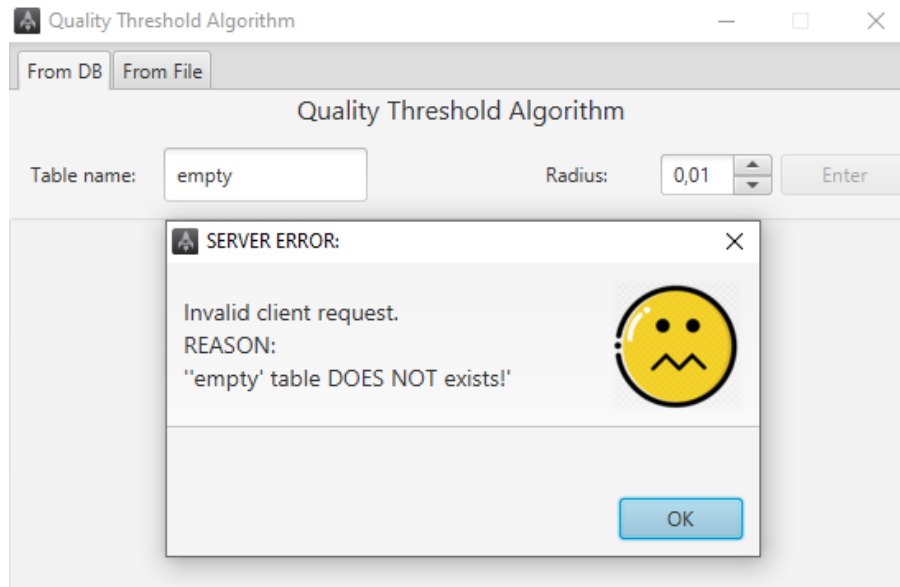 Quality Threshold Algorithm
From DB From File
Quality Threshold Algorithm
Table name: empty Radius: 0,01 Enter
SERVER ERROR:
Invalid client request.
REASON:
''empty' table DOES NOT exists!'
OK